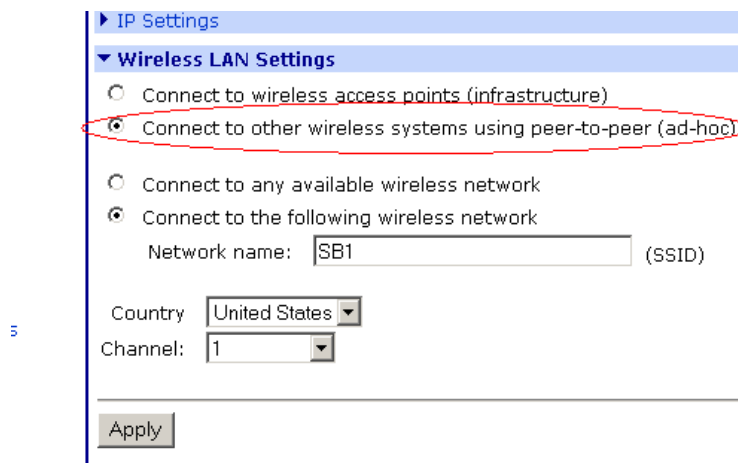 IP Settings
Wireless LAN Settings
Connect to wireless access points (infrastructure)
Connect to other wireless systems using peer-to-peer (ad-hoc)
Connect to any available wireless network
Connect to the following wireless network
Network name: SB1 (SSID)
Country United States
Channel: 1
s
Apply